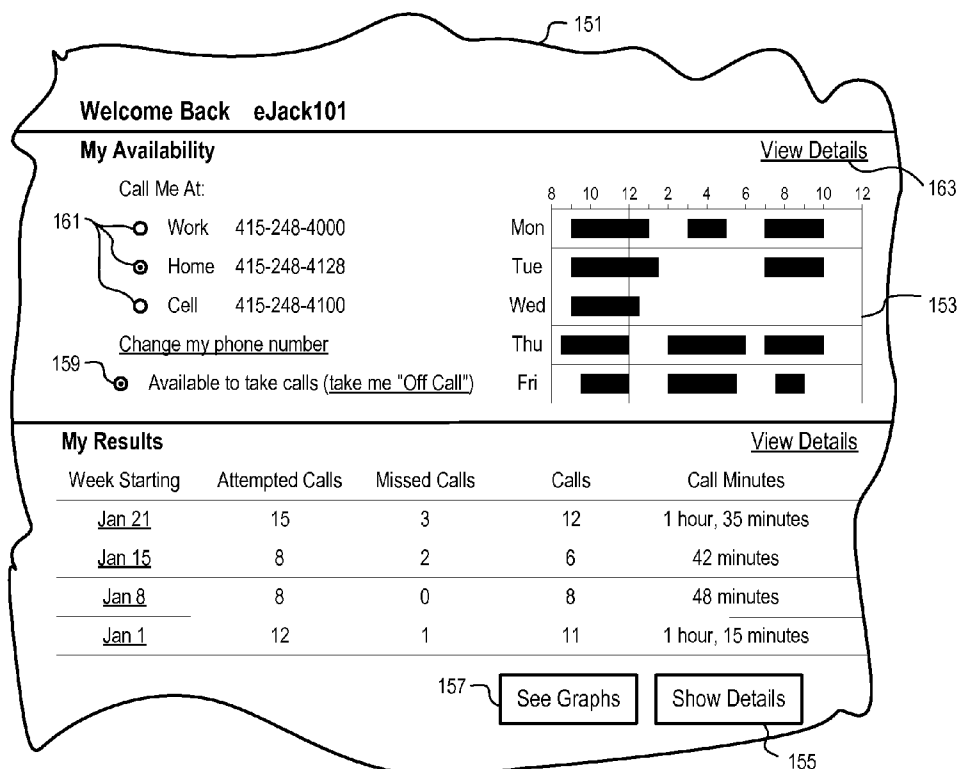 151
Welcome Back eJack101
My Availability View Details
163
Call Me At:
8 10 12 2 4 6 8 10 12
161
Work 415-248-4000
Mon
Home 415-248-4128
Tue
Cell 415-248-4100
Wed
153
Change my phone number
Thu
159
Available to take calls (take me "Off Call")
Fri
My Results View Details
Week Starting Attempted Calls Missed Calls Calls Call Minutes
Jan 21 15 3 12 1 hour, 35 minutes
Jan 15 8 2 6 42 minutes
Jan 8 8 0 8 48 minutes
Jan 1 12 1 11 1 hour, 15 minutes
157
See Graphs Show Details
155